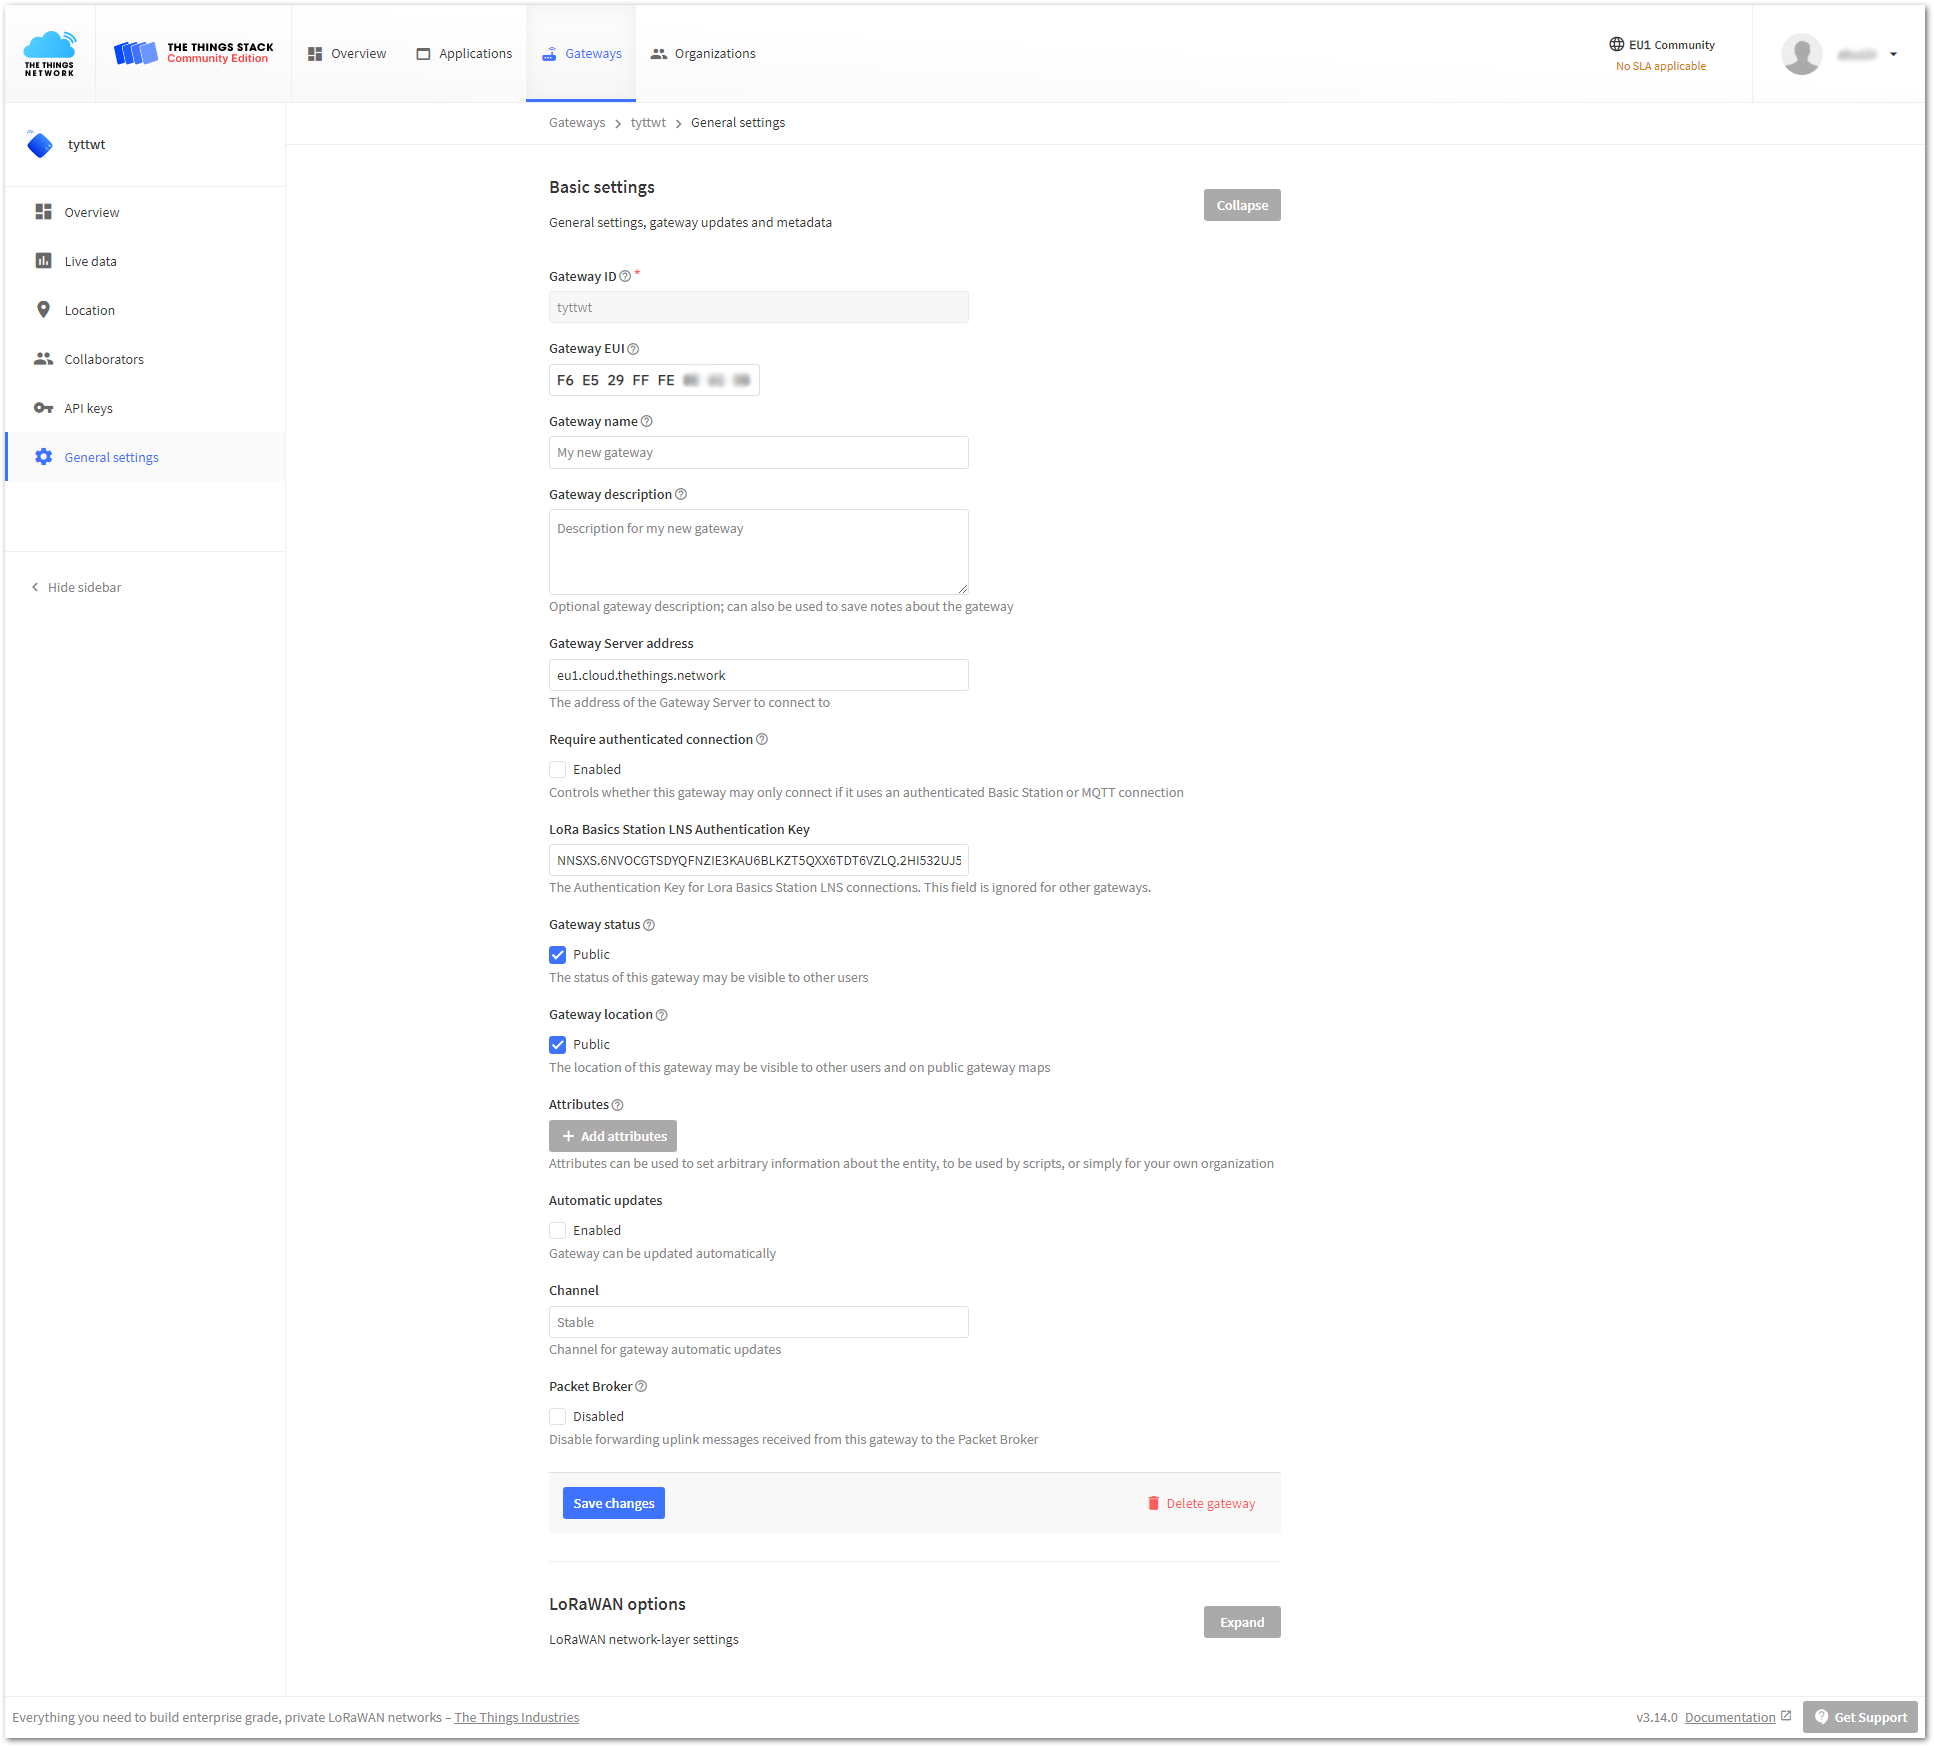 THE THINGS
NETWORK
THE THINGS STACK
Community Edition
Overview
Applications
Gateways
Organizations
EU1 Community
No SLA applicable
tyttwt
Overview
Live data
Location
Collaborators
API keys
General settings
Hide sidebar
Gateways > tyttwt > General settings
Basic settings
Collapse
General settings, gateway updates and metadata
Gateway ID *
tyttwt
Gateway EUI
F6 E5 29 FF FE
Gateway name
My new gateway
Gateway description
Description for my new gateway
Optional gateway description; can also be used to save notes about the gateway
Gateway Server address
eu1.cloud.thethings.network
The address of the Gateway Server to connect to
Require authenticated connection
Enabled
Controls whether this gateway may only connect if it uses an authenticated Basic Station or MQTT connection
LoRa Basics Station LNS Authentication Key
NNSXS.6NVOCGTSDYQFNZIE3KAU6BLKZT5QXX6TDT6VZLQ.2HI532UJ5
The Authentication Key for Lora Basics Station LNS connections. This field is ignored for other gateways.
Gateway status
Public
The status of this gateway may be visible to other users
Gateway location
Public
The location of this gateway may be visible to other users and on public gateway maps
Attributes
+ Add attributes
Attributes can be used to set arbitrary information about the entity, to be used by scripts, or simply for your own organization
Automatic updates
Enabled
Gateway can be updated automatically
Channel
Stable
Channel for gateway automatic updates
Packet Broker
Disabled
Disable forwarding uplink messages received from this gateway to the Packet Broker
Save changes
Delete gateway
LoRaWAN options
Expand
LoRaWAN network-layer settings
Everything you need to build enterprise grade, private LoRaWAN networks – The Things Industries
v3.14.0 Documentation
Get Support